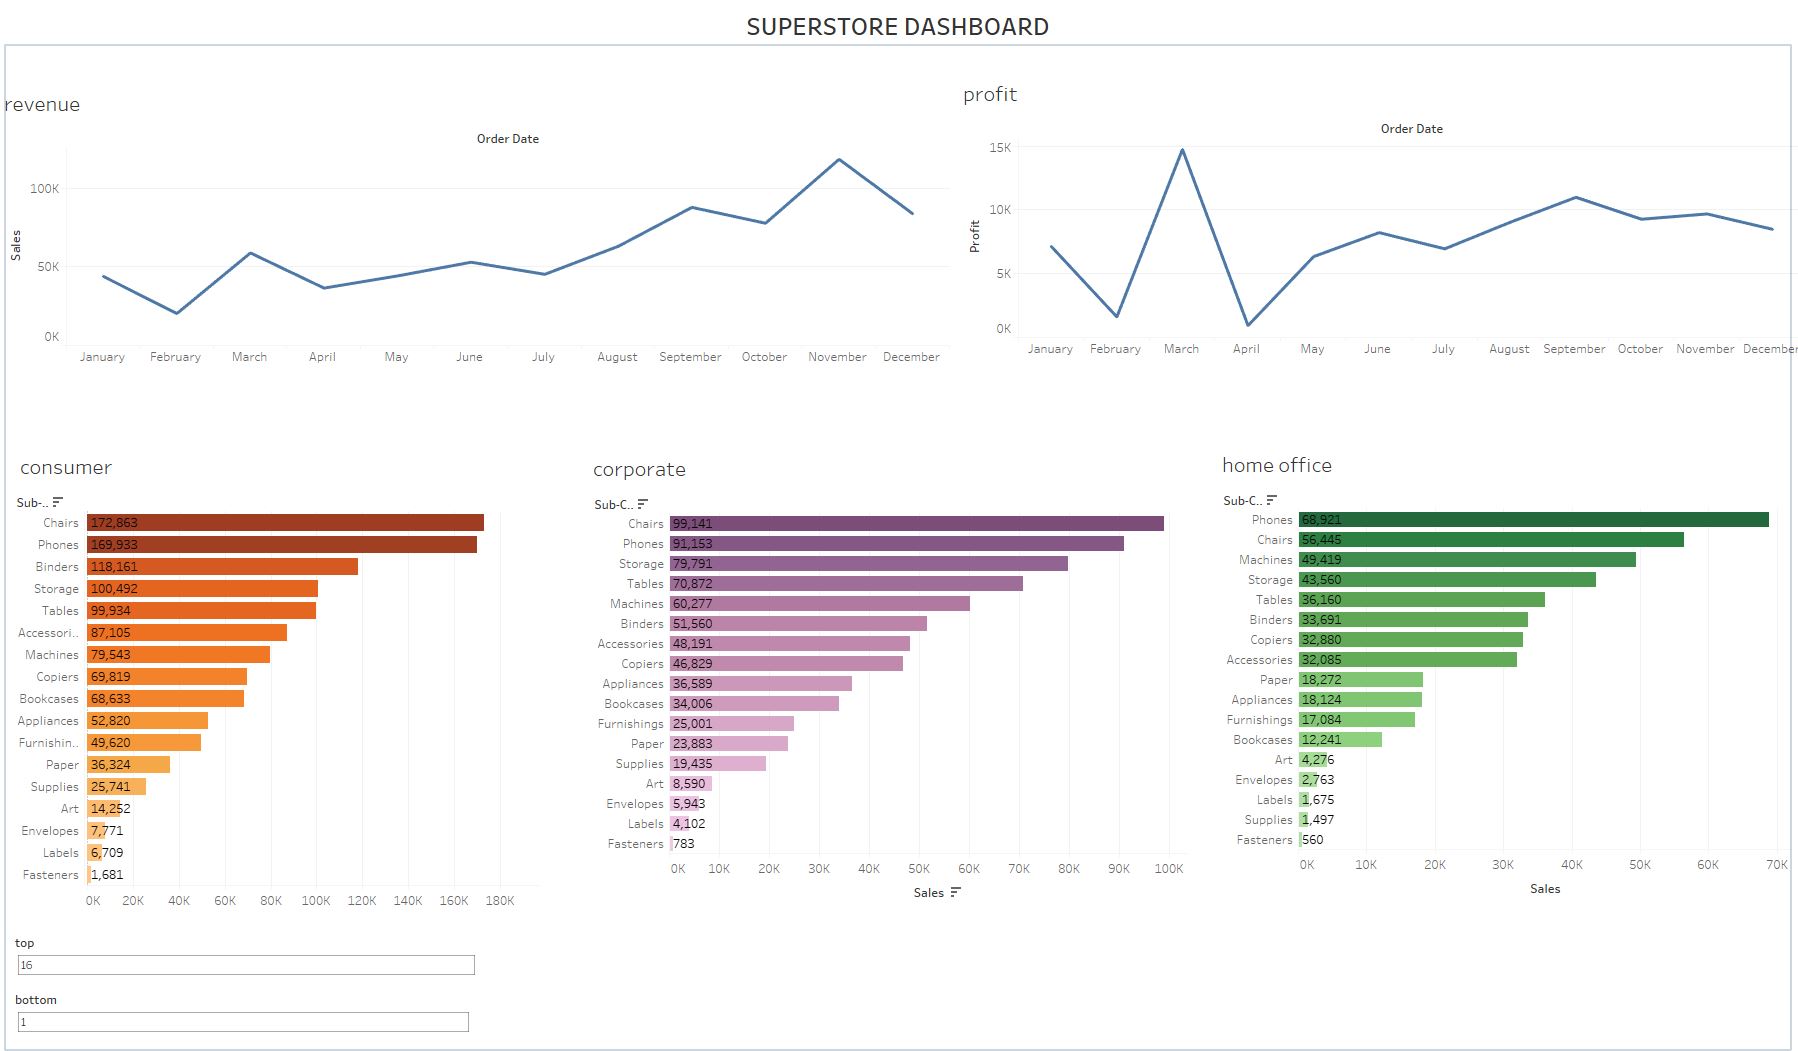 SUPERSTORE DASHBOARD
revenue
Order Date
Sales
100K
50K
0K
January February March April May June July August September October November December
profit
Order Date
Profit
15K
10K
5K
0K
January February March April May June July August September October November December
consumer
Sub-..
Chairs 172,863
Phones 169,933
Binders 118,161
Storage 100,492
Tables 99,934
Accessori.. 87,105
Machines 79,543
Copiers 69,819
Bookcases 68,633
Appliances 52,820
Furnishin.. 49,620
Paper 36,324
Supplies 25,741
Art 14,252
Envelopes 7,771
Labels 6,709
Fasteners 1,681
0K 20K 40K 60K 80K 100K 120K 140K 160K 180K
corporate
Sub-C..
Chairs 99,141
Phones 91,153
Storage 79,791
Tables 70,872
Machines 60,277
Binders 51,560
Accessories 48,191
Copiers 46,829
Appliances 36,589
Bookcases 34,006
Furnishings 25,001
Paper 23,883
Supplies 19,435
Art 8,590
Envelopes 5,943
Labels 4,102
Fasteners 783
0K 10K 20K 30K 40K 50K 60K 70K 80K 90K 100K
Sales
home office
Sub-C..
Phones 68,921
Chairs 56,445
Machines 49,419
Storage 43,560
Tables 36,160
Binders 33,691
Copiers 32,880
Accessories 32,085
Paper 18,272
Appliances 18,124
Furnishings 17,084
Bookcases 12,241
Art 4,276
Envelopes 2,763
Labels 1,675
Supplies 1,497
Fasteners 560
0K 10K 20K 30K 40K 50K 60K 70K
Sales
top
16
bottom
1